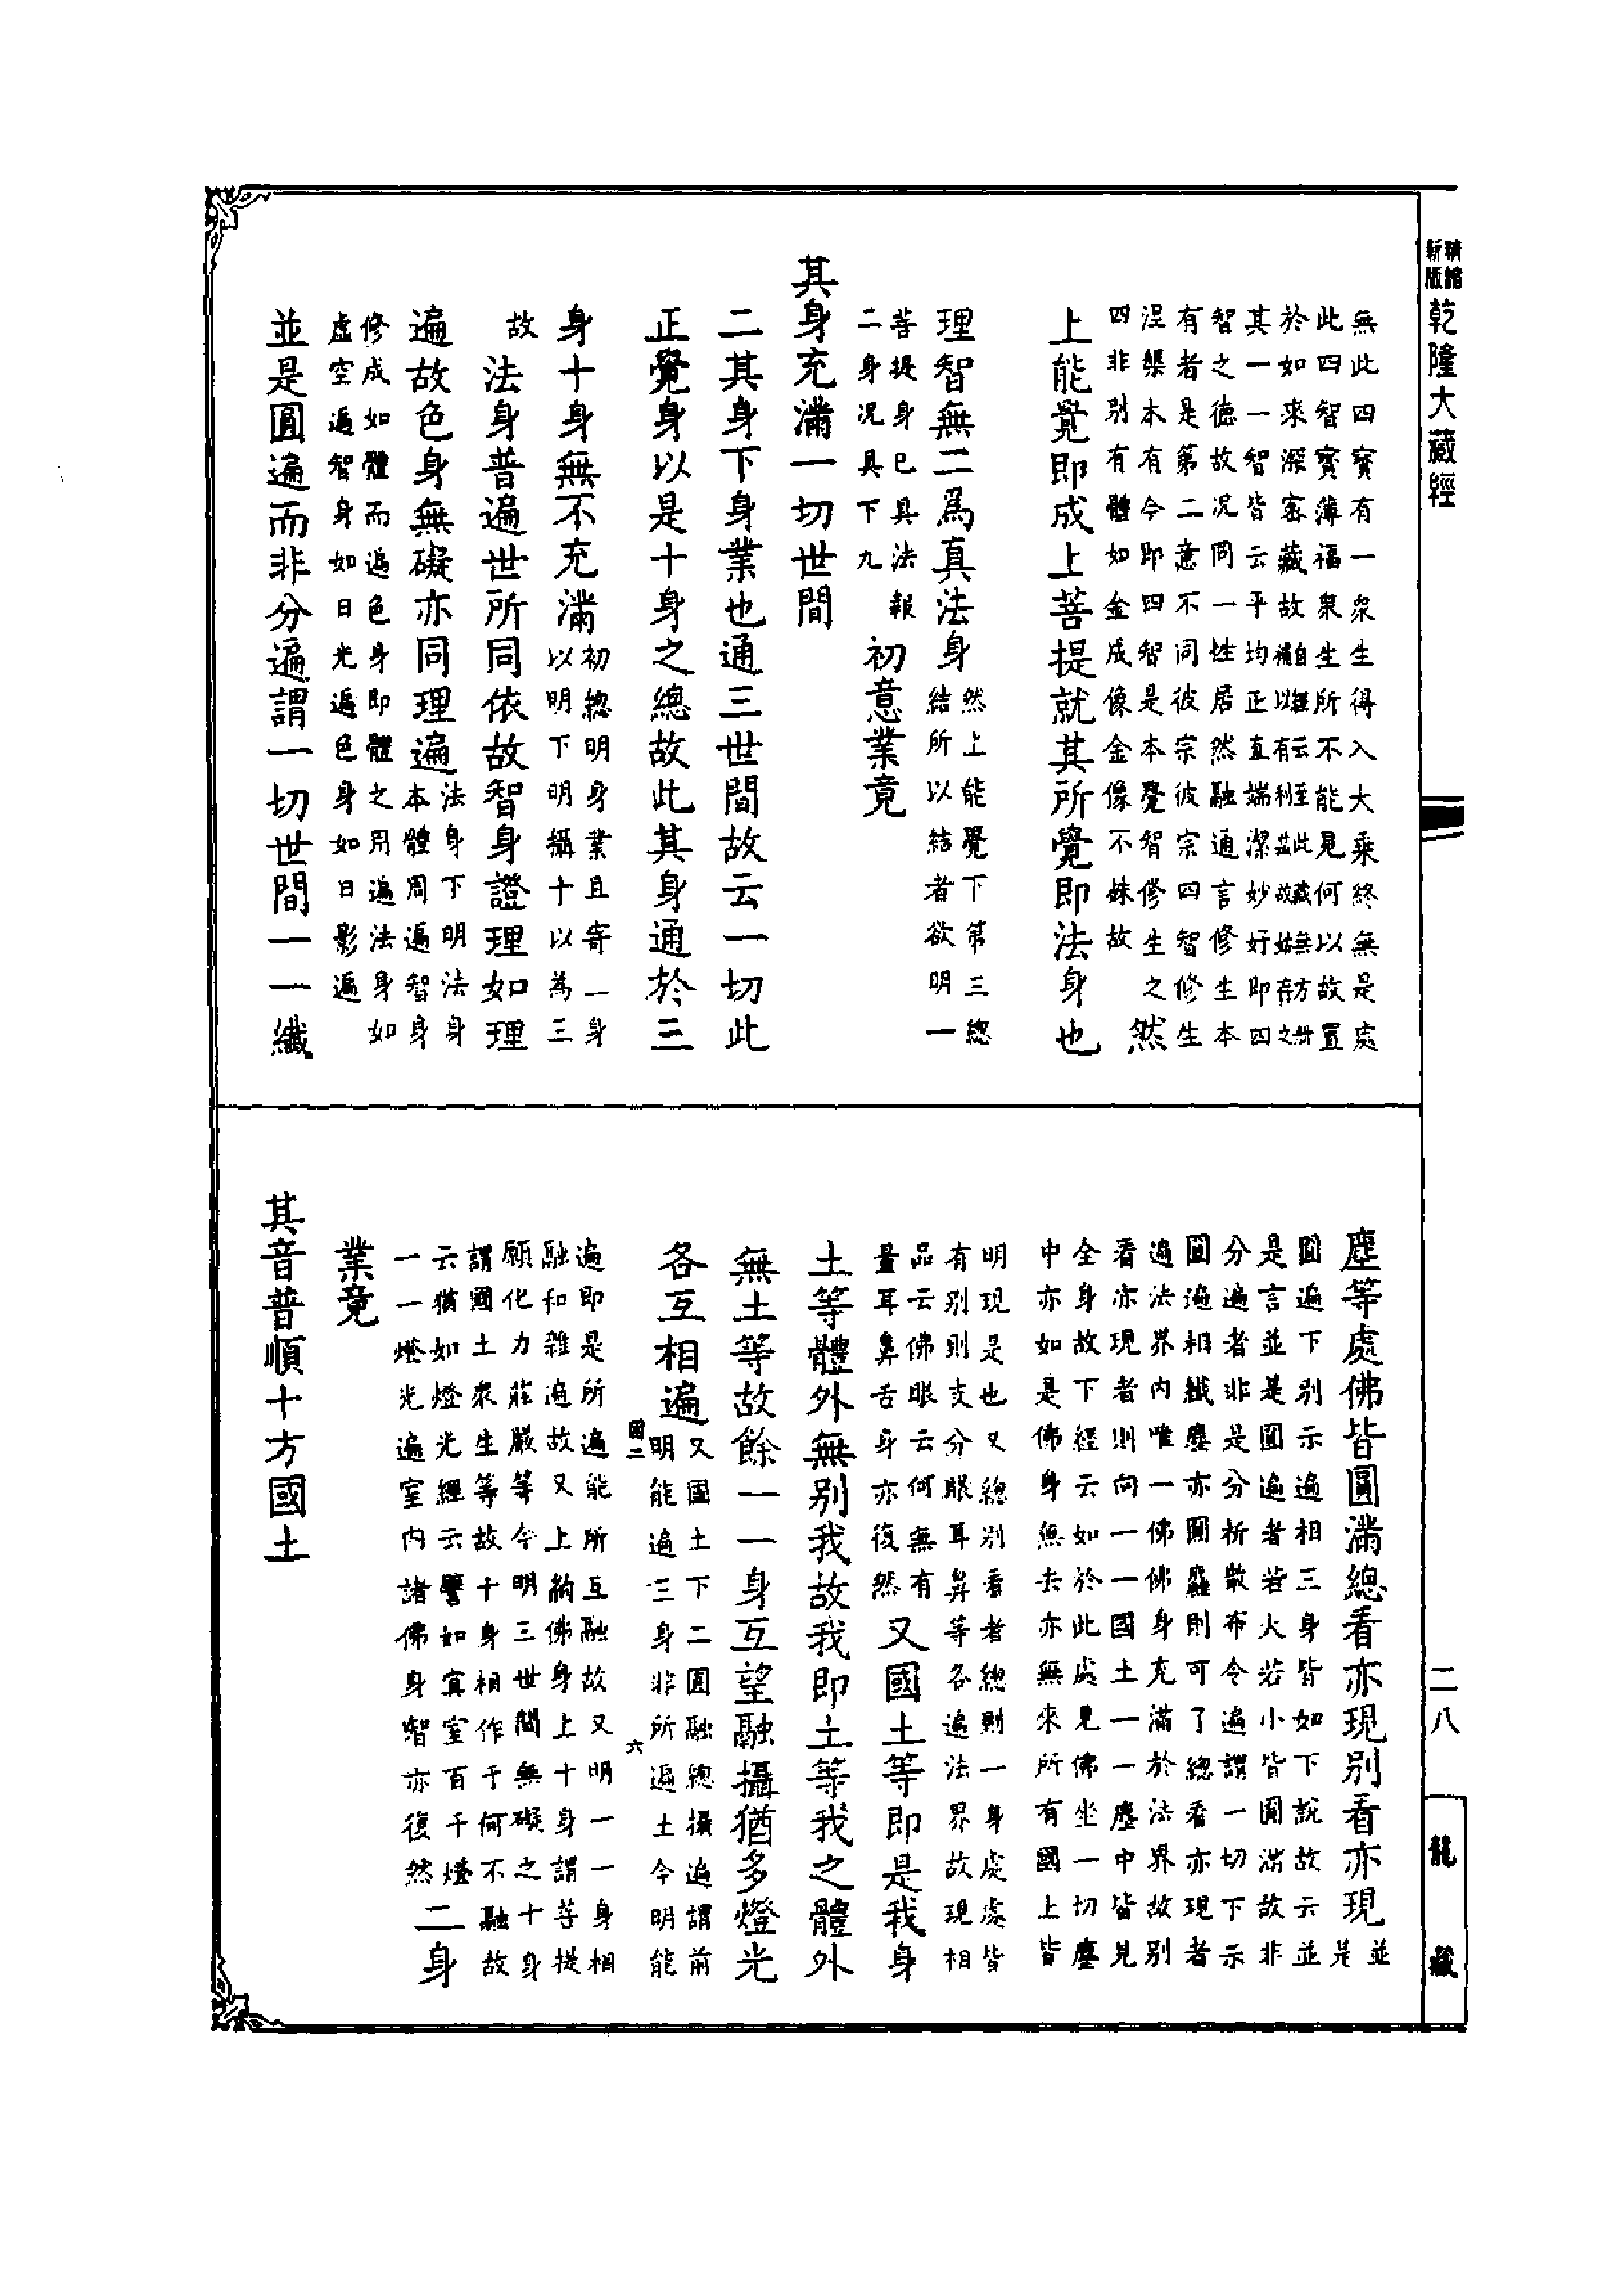 新版 精縮
乾隆大藏經
無此四實有一衆生得入大乘終無是處
此四智實薄福衆生所不能見何以故置
於如來深密藏故
其一一智皆云平均正直端潔妙好即四
智之德故況同一性居然融通言修生本
有者是第二意不同彼宗彼宗四智修生
涅槃本有今即四智是本覺智修生之
四非別有體如金成像金像不殊故 然
上能覺即成上菩提就其所覺即法身也
理智無二爲真法身
然上能覺下第三總
結所以結者欲明一
菩提身已具法報
二身況具下九
初意業竟
其身充滿一切世間
二其身下身業也通三世間故云一切此
正覺身以是十身之總故此其身通於三
身十身無不充滿
初總明身業且寄一身
以明下明攝十以為三
故
法身普遍世所同依故智身證理如理
遍故色身無礙亦同理遍
法身下明法身
本體周遍智身
修成如體而遍色身即體之用遍法身如
虛空遍智身如日光遍色身如日影遍
並是圓遍而非分遍謂一切世間一一纖
塵等處佛皆圓滿總看亦現別看亦現
並
是
圓遍下別示遍相三身皆如下說故云並
是言並是圓遍者若大若小皆圓滿故非
分遍者非是分分析散布令遍謂一切下示
圓遍相纖塵亦圓麤則可了總看亦現者
遍法界內唯一佛佛身充滿於法界故別
看亦現者則向一一國土一一塵中皆見
全身故下經云如於此處見佛坐一切塵
中亦如是佛身無去亦無來所有國土皆
明現是也又總別看者總則一身處處皆
有別則支分眼耳鼻等各遍法界故現相
品云佛眼云何無有
量耳鼻舌身亦復然
又國土等即是我身
土等體外無別我故我即土等我之體外
無土等故餘一一身互望融攝猶多燈光
各互相遍
又國土下二圓融總攝遍謂前
明能遍三身非所遍土今明能
國二
六
遍即是所遍能所互融故又明一一身相
融和雜遍故又上約佛身上十身謂菩提
願化力莊嚴等今明三世間無礙之十身
謂國土衆生等故十身相作于何不融故
云猶如燈光經云譬如冥室百千燈
一一燈光遍室內諸佛身智亦復然
二身
業竟
其音普順十方國土
二八
龍藏